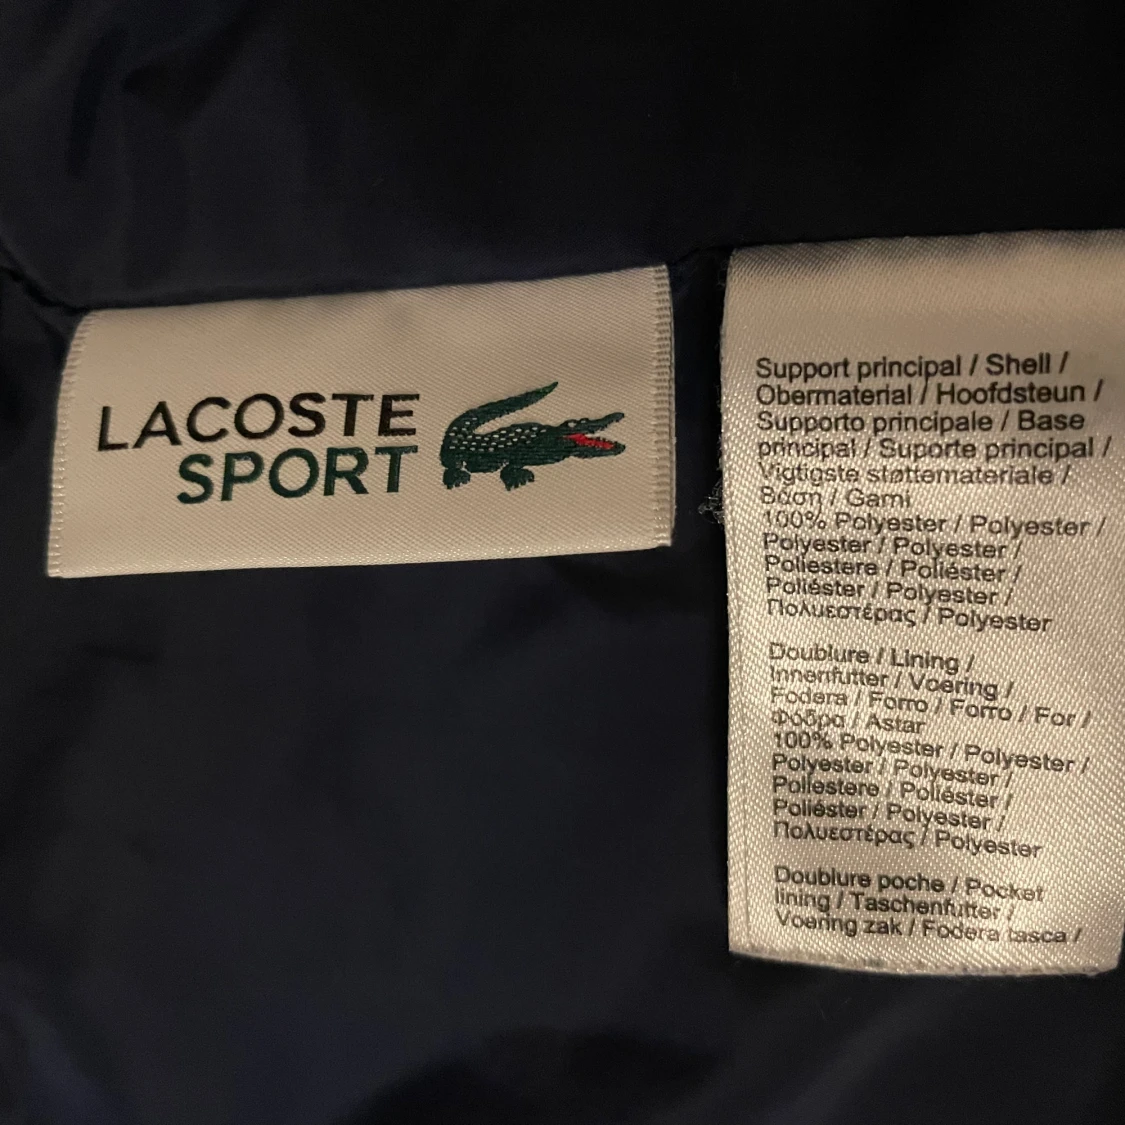 LACOSTE
SPORT
Support principal / Shell /
Obermaterial / Hoofdsteun /
Supporto principale / Base
principal / Suporte principal /
Vigtigste støttemateriale /
Βάση / Garni
100% Polyester / Polyester /
Polyester / Polyester /
Poliestere / Poliéster /
Poliéster / Polyester /
Πολυεστέρας / Polyester
Doublure / Lining /
Innenfutter / Voering /
Fodera / Forro / Forro / For /
Φόδρα / Astar
100% Polyester / Polyester /
Polyester / Polyester /
Poliestere / Poliéster /
Poliéster / Polyester /
Πολυεστέρας / Polyester
Doublure poche / Pocket
lining / Taschenfutter /
Voering zak / Fodera tasca /